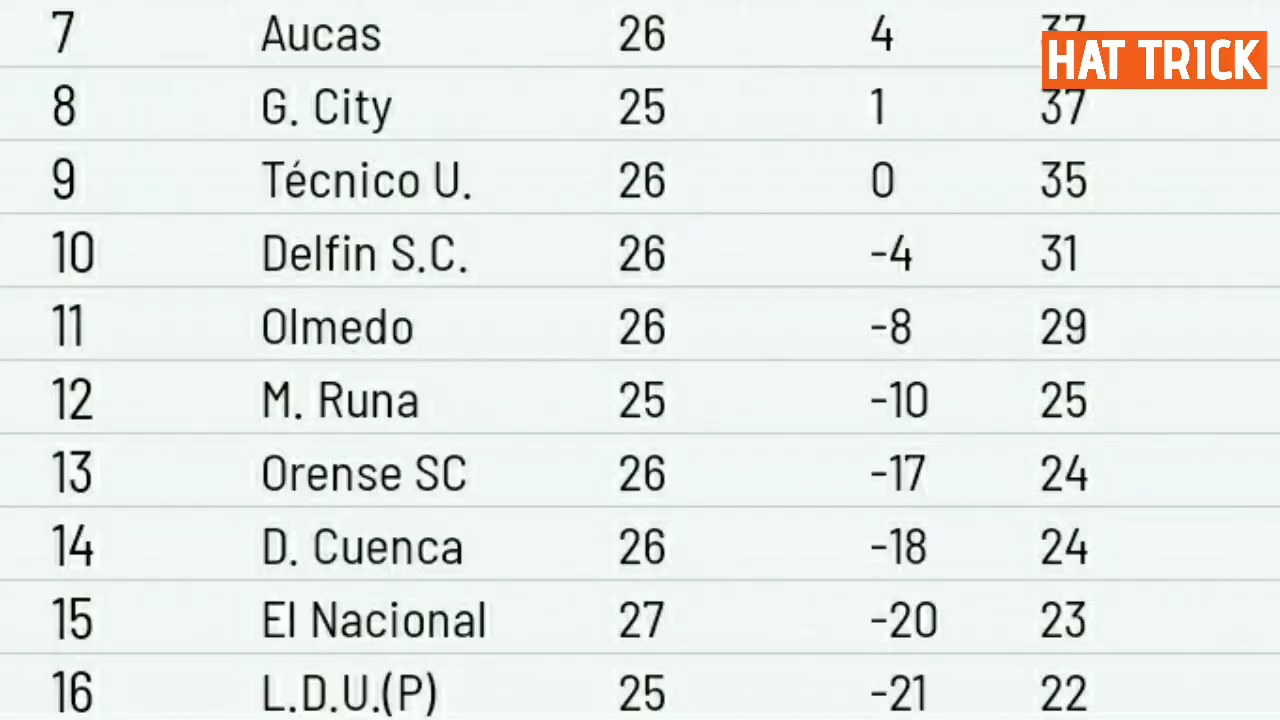 7 Aucas 26 4 37
HAT TRICK
8 G. City 25 1 37
9 Técnico U. 26 0 35
10 Delfin S.C. 26 -4 31
11 Olmedo 26 -8 29
12 M. Runa 25 -10 25
13 Orense SC 26 -17 24
14 D. Cuenca 26 -18 24
15 El Nacional 27 -20 23
16 L.D.U.(P) 25 -21 22